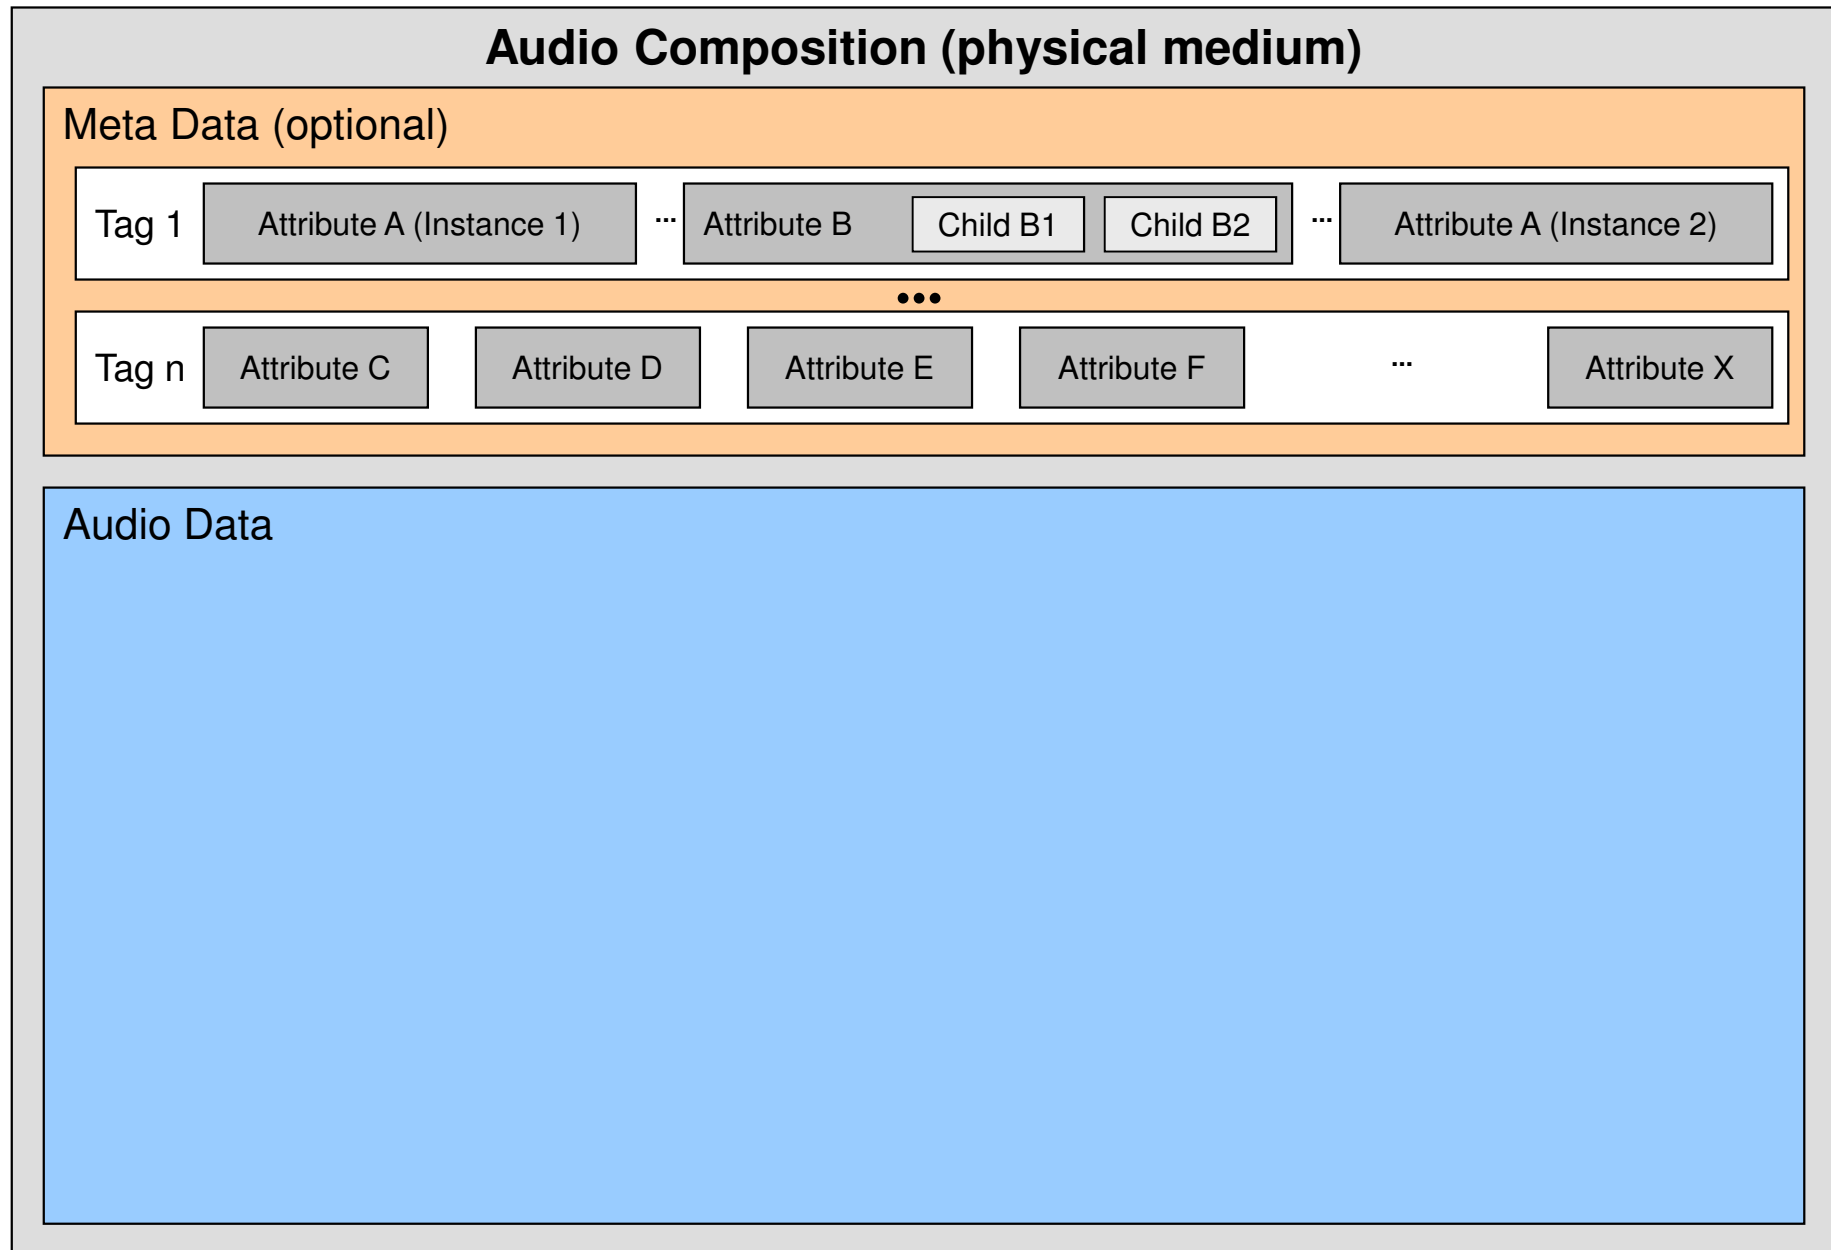 Audio Composition (physical medium)
Meta Data (optional)
Tag 1 Attribute A (Instance 1) ... Attribute B Child B1 Child B2 ... Attribute A (Instance 2)
•••
Tag n Attribute C Attribute D Attribute E Attribute F ... Attribute X
Audio Data